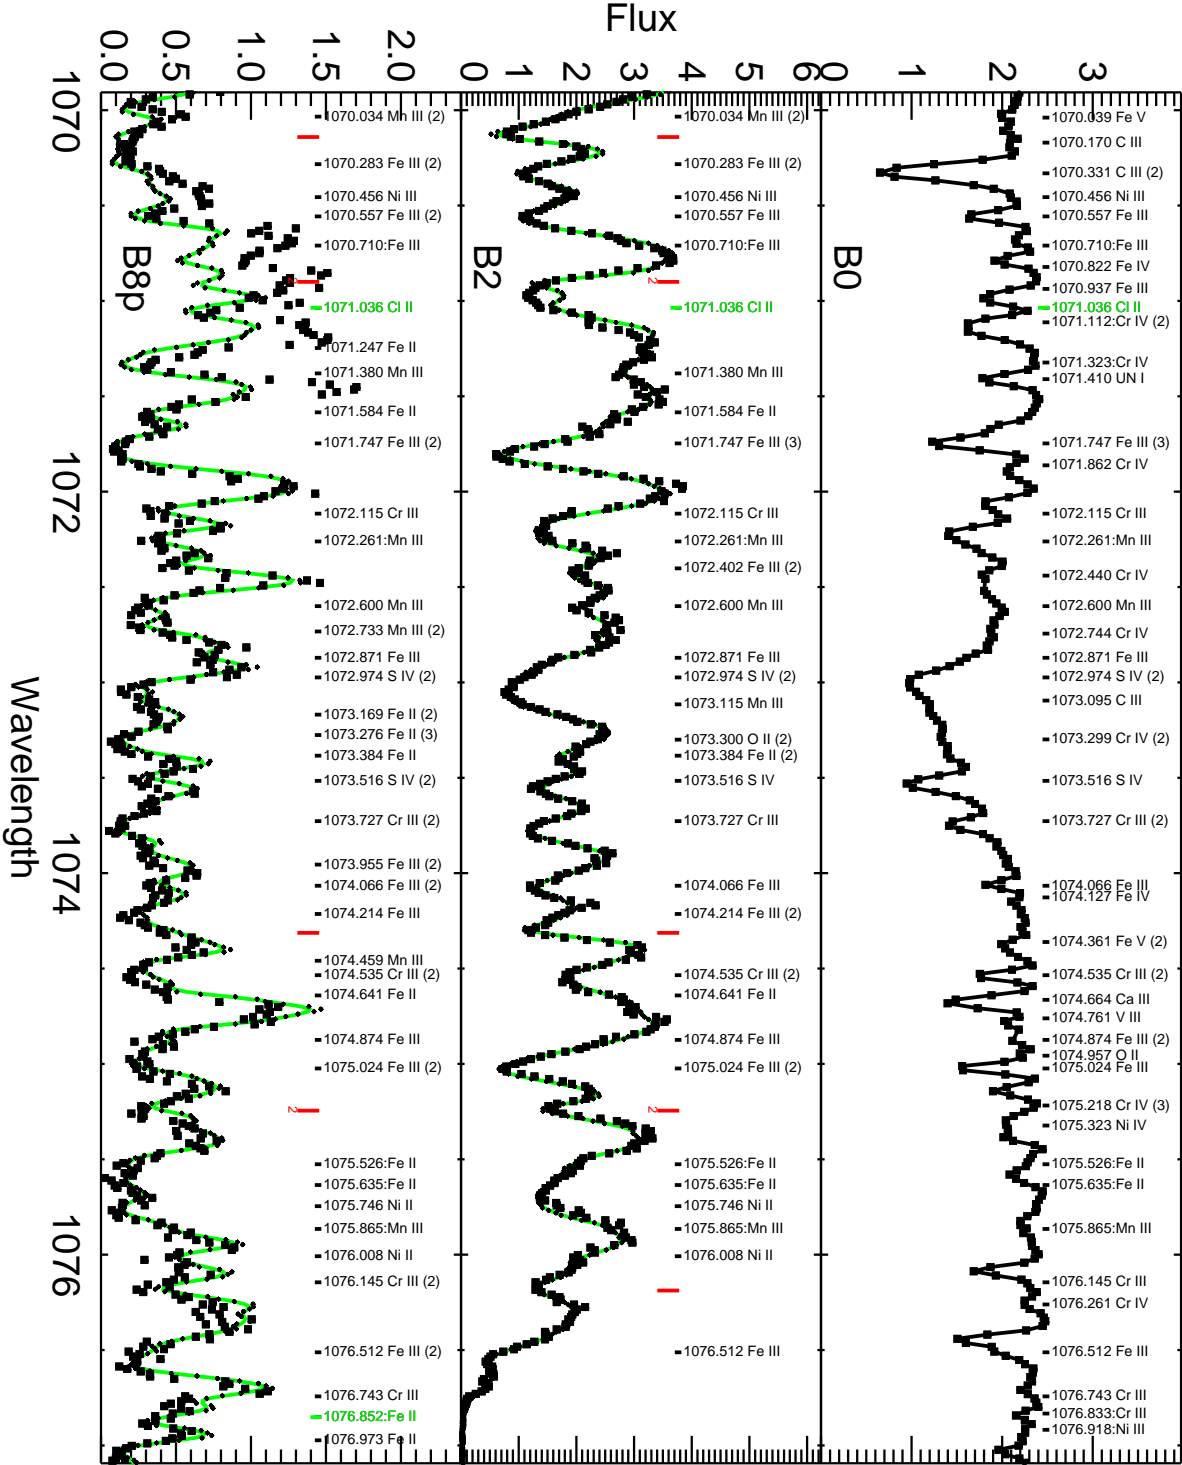 Flux
0.0 0.5 1.0 1.5 2.0
0 1 2 3 4 5 6
0 1 2 3
1070
1072
1074
1076
Wavelength
B0
1070.039 Fe V
1070.170 C III
1070.331 C III (2)
1070.456 Ni III
1070.557 Fe III
1070.710:Fe III
1070.822 Fe IV
1070.937 Fe III
1071.036 Cl II
1071.112:Cr IV (2)
1071.323:Cr IV
1071.410 UN I
1071.747 Fe III (3)
1071.862 Cr IV
1072.115 Cr III
1072.261:Mn III
1072.440 Cr IV
1072.600 Mn III
1072.744 Cr IV
1072.871 Fe III
1072.974 S IV (2)
1073.095 C III
1073.299 Cr IV (2)
1073.516 S IV
1073.727 Cr III (2)
1074.066 Fe III
1074.127 Fe IV
1074.361 Fe V (2)
1074.535 Cr III (2)
1074.664 Ca III
1074.761 V III
1074.874 Fe III (2)
1074.957 O II
1075.024 Fe III
1075.218 Cr IV (3)
1075.323 Ni IV
1075.526:Fe II
1075.635:Fe II
1075.865:Mn III
1076.145 Cr III
1076.261 Cr IV
1076.512 Fe III
1076.743 Cr III
1076.833:Cr III
1076.918:Ni III
B2
1070.034 Mn III (2)
1070.283 Fe III (2)
1070.456 Ni III
1070.557 Fe III
1070.710:Fe III
2
1071.036 Cl II
1071.380 Mn III
1071.584 Fe II
1071.747 Fe III (3)
1072.115 Cr III
1072.261:Mn III
1072.402 Fe III (2)
1072.600 Mn III
1072.871 Fe III
1072.974 S IV (2)
1073.115 Mn III
1073.300 O II (2)
1073.384 Fe II (2)
1073.516 S IV
1073.727 Cr III
1074.066 Fe III
1074.214 Fe III (2)
1074.535 Cr III (2)
1074.641 Fe II
1074.874 Fe III
1075.024 Fe III (2)
2
1075.526:Fe II
1075.635:Fe II
1075.746 Ni II
1075.865:Mn III
1076.008 Ni II
1076.512 Fe III
B8p
1070.034 Mn III (2)
1070.283 Fe III (2)
1070.456 Ni III
1070.557 Fe III (2)
1070.710:Fe III
2
1071.036 Cl II
1071.247 Fe II
1071.380 Mn III
1071.584 Fe II
1071.747 Fe III (2)
1072.115 Cr III
1072.261:Mn III
1072.600 Mn III
1072.733 Mn III (2)
1072.871 Fe III
1072.974 S IV (2)
1073.169 Fe II (2)
1073.276 Fe II (3)
1073.384 Fe II
1073.516 S IV (2)
1073.727 Cr III (2)
1073.955 Fe III (2)
1074.066 Fe III (2)
1074.214 Fe III
1074.459 Mn III
1074.535 Cr III (2)
1074.641 Fe II
1074.874 Fe III
1075.024 Fe III (2)
2
1075.526:Fe II
1075.635:Fe II
1075.746 Ni II
1075.865:Mn III
1076.008 Ni II
1076.145 Cr III (2)
1076.512 Fe III (2)
1076.743 Cr III
1076.852:Fe II
1076.973 Fe II